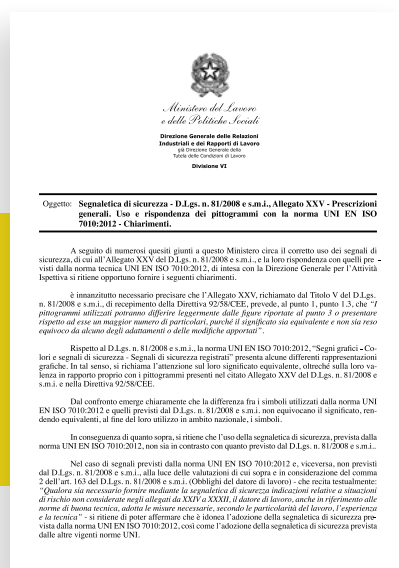 Ministero del Lavoro
e delle Politiche Sociali
Direzione Generale delle Relazioni
Industriali e dei Rapporti di Lavoro
già Direzione Generale della
Tutela delle Condizioni di Lavoro
Divisione VI
Oggetto: Segnaletica di sicurezza - D.Lgs. n. 81/2008 e s.m.i., Allegato XXV - Prescrizioni
generali. Uso e rispondenza dei pittogrammi con la norma UNI EN ISO
7010:2012 - Chiarimenti.
A seguito di numerosi quesiti giunti a questo Ministero circa il corretto uso dei segnali di
sicurezza, di cui all'Allegato XXV del D.Lgs. n. 81/2008 e s.m.i., e la loro rispondenza con quelli pre -
visti dalla norma tecnica UNI EN ISO 7010:2012, di intesa con la Direzione Generale per l'Attività
Ispettiva si ritiene opportuno fornire i seguenti chiarimenti.
è innanzitutto necessario precisare che l'Allegato XXV, richiamato dal Titolo V del D.Lgs.
n. 81/2008 e s.m.i., di recepimento della Direttiva 92/58/CEE, prevede, al punto 1, punto 1.3, che "I
pittogrammi utilizzati potranno differire leggermente dalle figure riportate al punto 3 o presentare
rispetto ad esse un maggior numero di particolari, purché il significato sia equivalente e non sia reso
equivoco da alcuno degli adattamenti o delle modifiche apportati".
Rispetto al D.Lgs. n. 81/2008 e s.m.i., la norma UNI EN ISO 7010:2012, "Segni grafici - Co-
lori e segnali di sicurezza - Segnali di sicurezza registrati" presenta alcune differenti rappresentazioni
grafiche. In tal senso, si richiama l'attenzione sul loro significato equivalente, oltreché sulla loro va-
lenza in rapporto proprio con i pittogrammi presenti nel citato Allegato XXV del D.Lgs. n. 81/2008 e
s.m.i. e nella Direttiva 92/58/CEE.
Dal confronto emerge chiaramente che la differenza fra i simboli utilizzati dalla norma UNI
EN ISO 7010:2012 e quelli previsti dal D.Lgs. n. 81/2008 e s.m.i. non equivocano il significato, ren-
dendo equivalenti, al fine del loro utilizzo in ambito nazionale, i simboli.
In conseguenza di quanto sopra, si ritiene che l'uso della segnaletica di sicurezza, prevista dalla
norma UNI EN ISO 7010:2012, non sia in contrasto con quanto previsto dal D.Lgs. n. 81/2008 e s.m.i..
Nel caso di segnali previsti dalla norma UNI EN ISO 7010:2012 e, viceversa, non previsti
dal D.Lgs. n. 81/2008 e s.m.i., alla luce delle valutazioni di cui sopra e in considerazione del comma
2 dell'art. 163 del D.Lgs. n. 81/2008 e s.m.i. (Obblighi del datore di lavoro) - che recita testualmente:
"Qualora sia necessario fornire mediante la segnaletica di sicurezza indicazioni relative a situazioni
di rischio non considerate negli allegati da XXIV a XXXII, il datore di lavoro, anche in riferimento alle
norme di buona tecnica, adotta le misure necessarie, secondo le particolarità del lavoro, l'esperienza
e la tecnica" - si ritiene di poter affermare che è idonea l'adozione della segnaletica di sicurezza pre-
vista dalla norma UNI EN ISO 7010:2012, così come l'adozione della segnaletica di sicurezza prevista
dalle altre vigenti norme UNI.